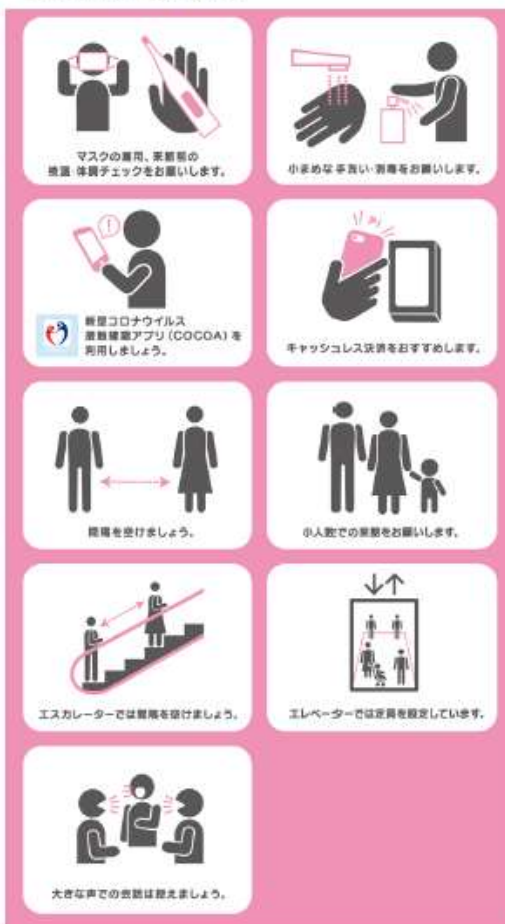 マスクの着用、来館前の
検温・体調チェックをお願いします。
小まめな手洗い・消毒をお願いします。
新型コロナウイルス
接触確認アプリ（COCOA）を
利用しましょう。
キャッシュレス決済をおすすめします。
間隔を空けましょう。
小人数での来館をお願いします。
エスカレーターでは間隔を空けましょう。
エレベーターでは定員を設定しています。
大きな声での会話は控えましょう。